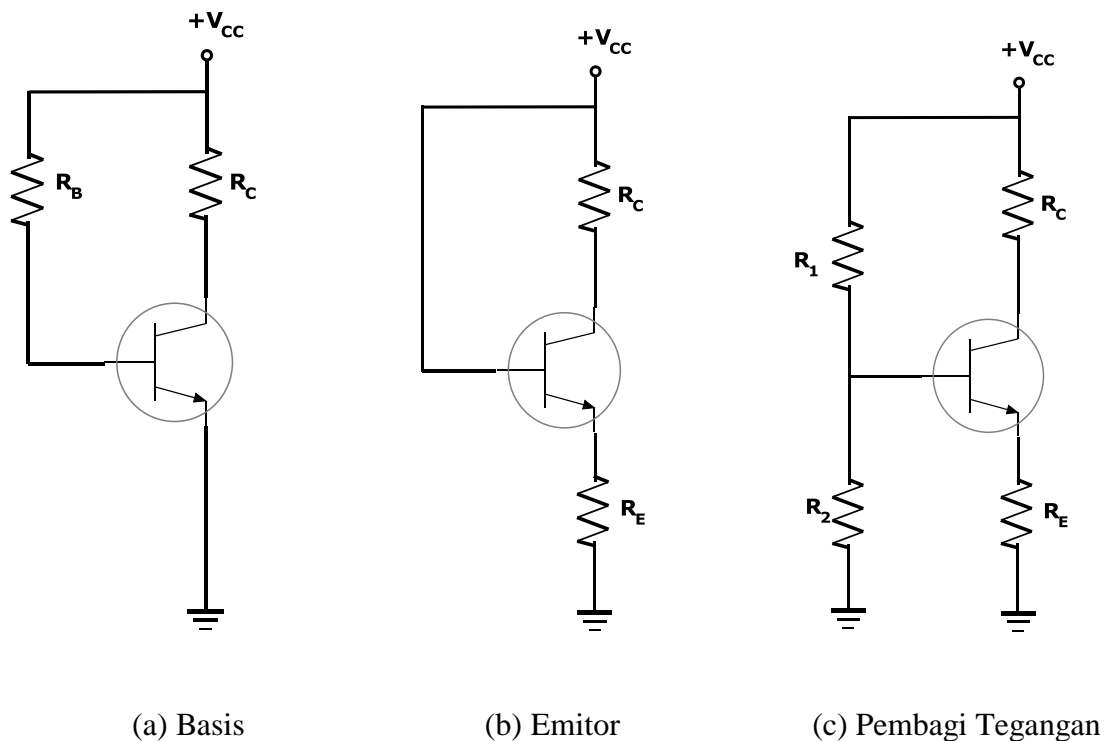 +VCC
RB
RC
+VCC
RC
RE
+VCC
R1
RC
R2
RE
(a) Basis
(b) Emitor
(c) Pembagi Tegangan